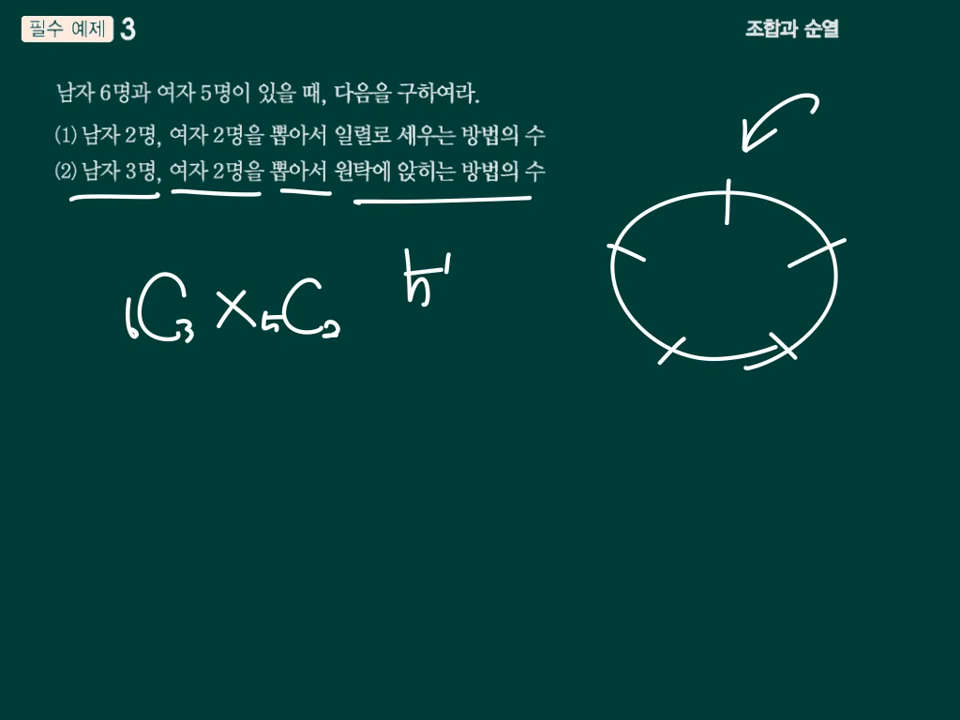 필수 예제 3
조합과 순열
남자 6명과 여자 5명이 있을 때, 다음을 구하여라.
(1) 남자 2명, 여자 2명을 뽑아서 일렬로 세우는 방법의 수
(2) 남자 3명, 여자 2명을 뽑아서 원탁에 앉히는 방법의 수
₆C₃ × ₅C₂